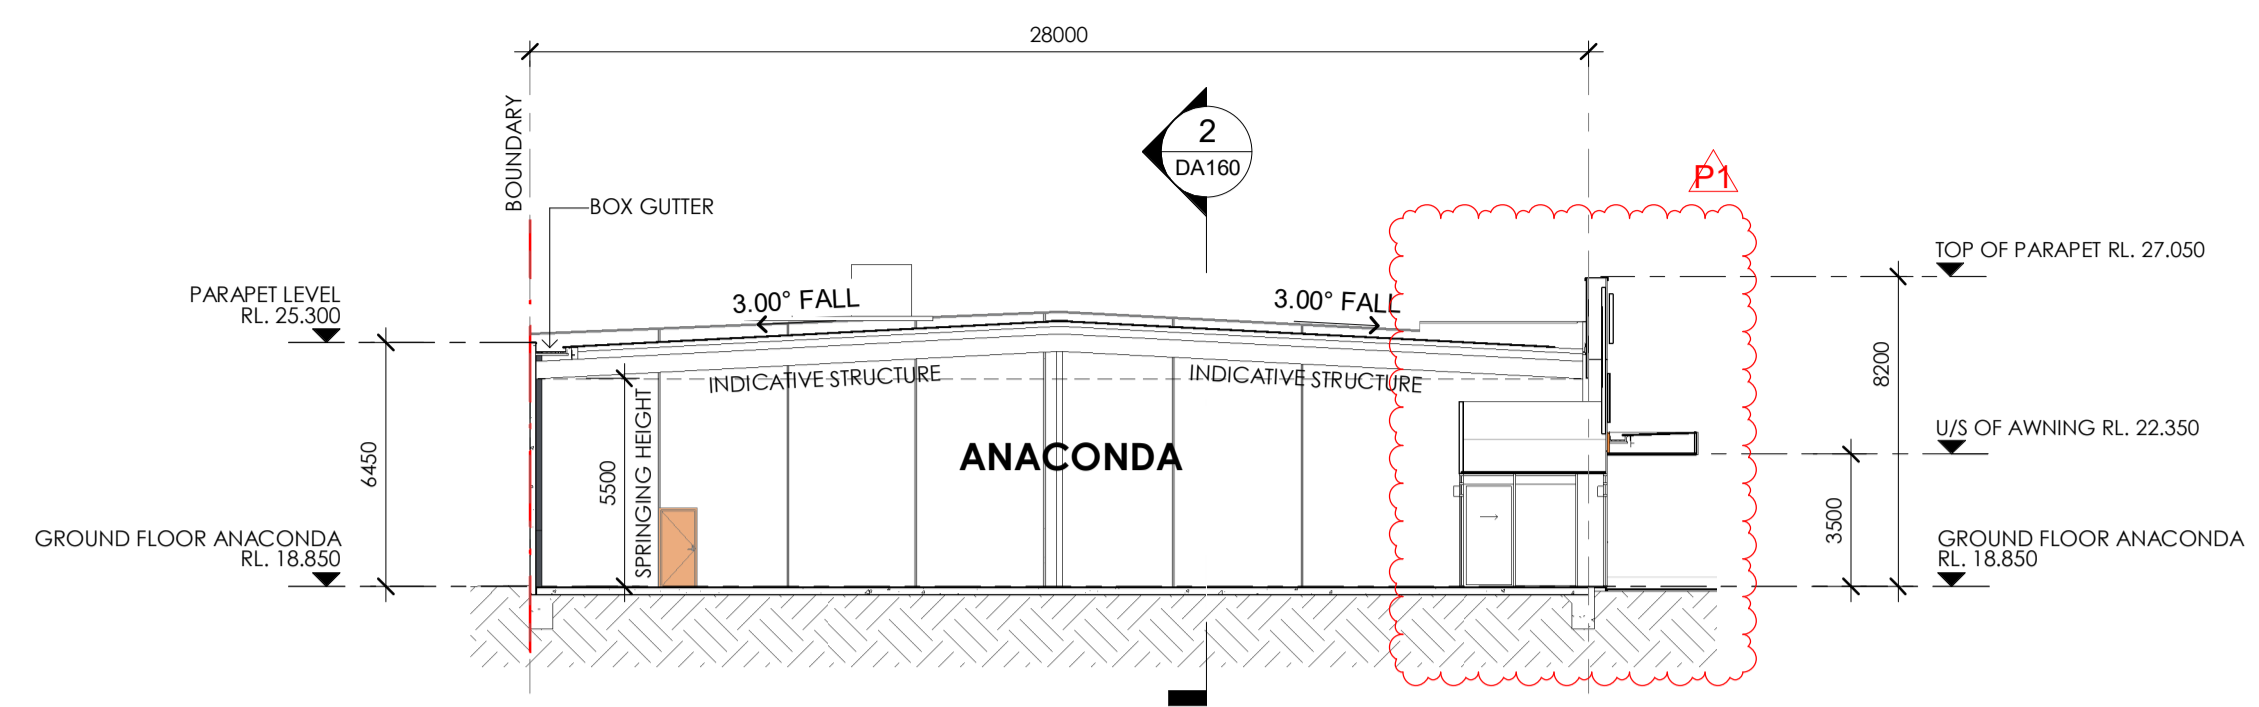 28000
BOUNDARY
2
DA160
P1
BOX GUTTER
TOP OF PARAPET RL. 27.050
PARAPET LEVEL
RL. 25.300
3.00° FALL
3.00° FALL
8200
INDICATIVE STRUCTURE
INDICATIVE STRUCTURE
U/S OF AWNING RL. 22.350
ANACONDA
6450
5500
SPRINGING HEIGHT
3500
GROUND FLOOR ANACONDA
RL. 18.850
GROUND FLOOR ANACONDA
RL. 18.850